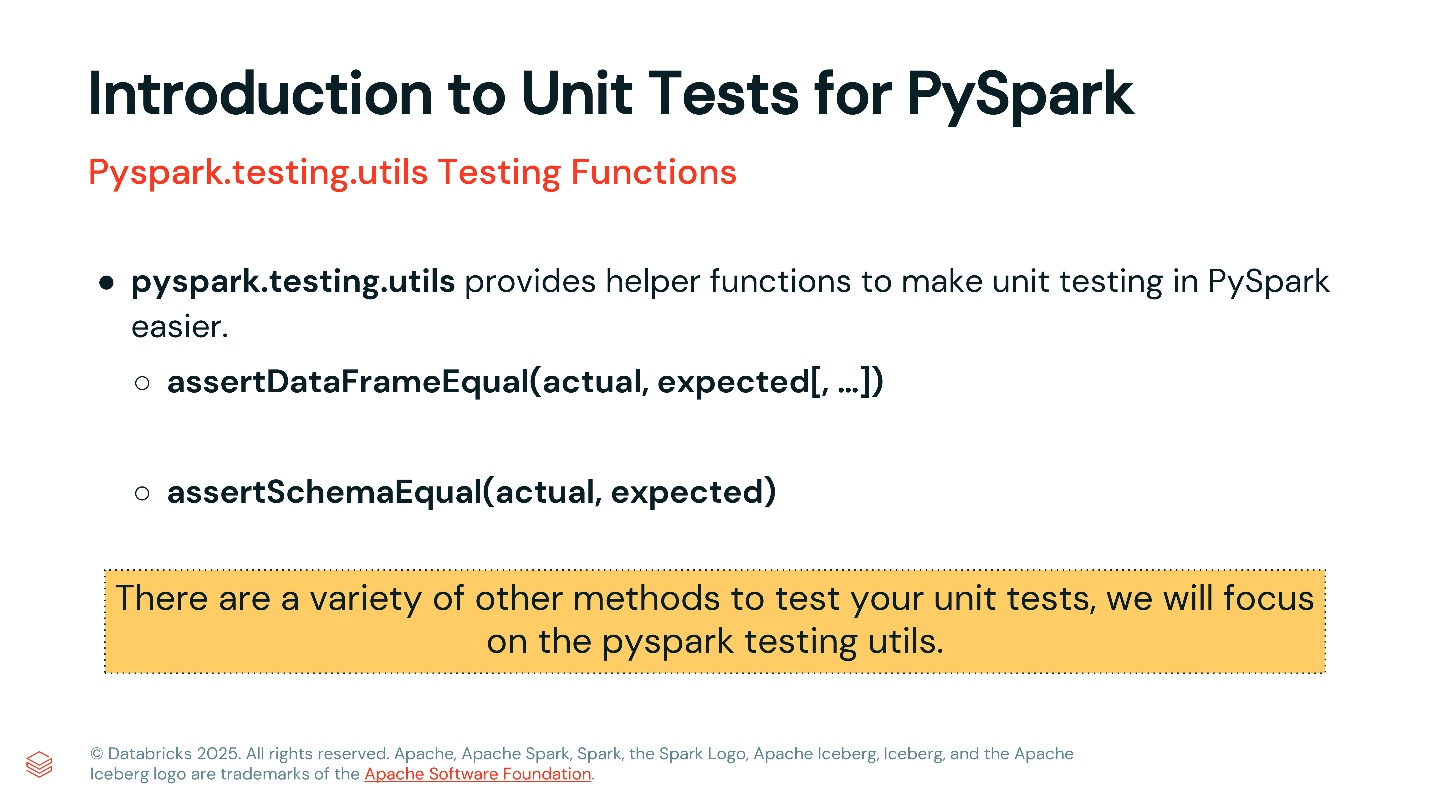 Introduction to Unit Tests for PySpark
Pyspark.testing.utils Testing Functions
● pyspark.testing.utils provides helper functions to make unit testing in PySpark
easier.
○ assertDataFrameEqual(actual, expected[, …])
○ assertSchemaEqual(actual, expected)
There are a variety of other methods to test your unit tests, we will focus
on the pyspark testing utils.
© Databricks 2025. All rights reserved. Apache, Apache Spark, Spark, the Spark Logo, Apache Iceberg, Iceberg, and the Apache
Iceberg logo are trademarks of the Apache Software Foundation.